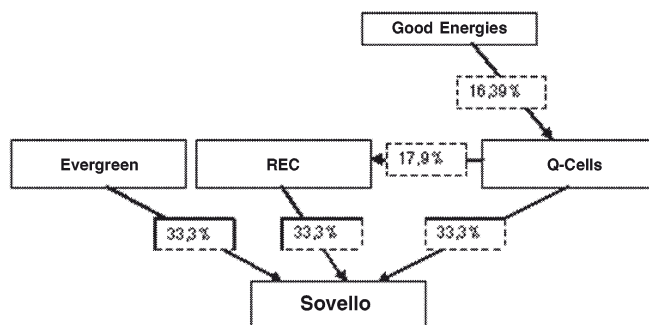 Good Energies
16,39%
Evergreen
REC
17,9%
Q-Cells
33,3%
33,3%
33,3%
Sovello